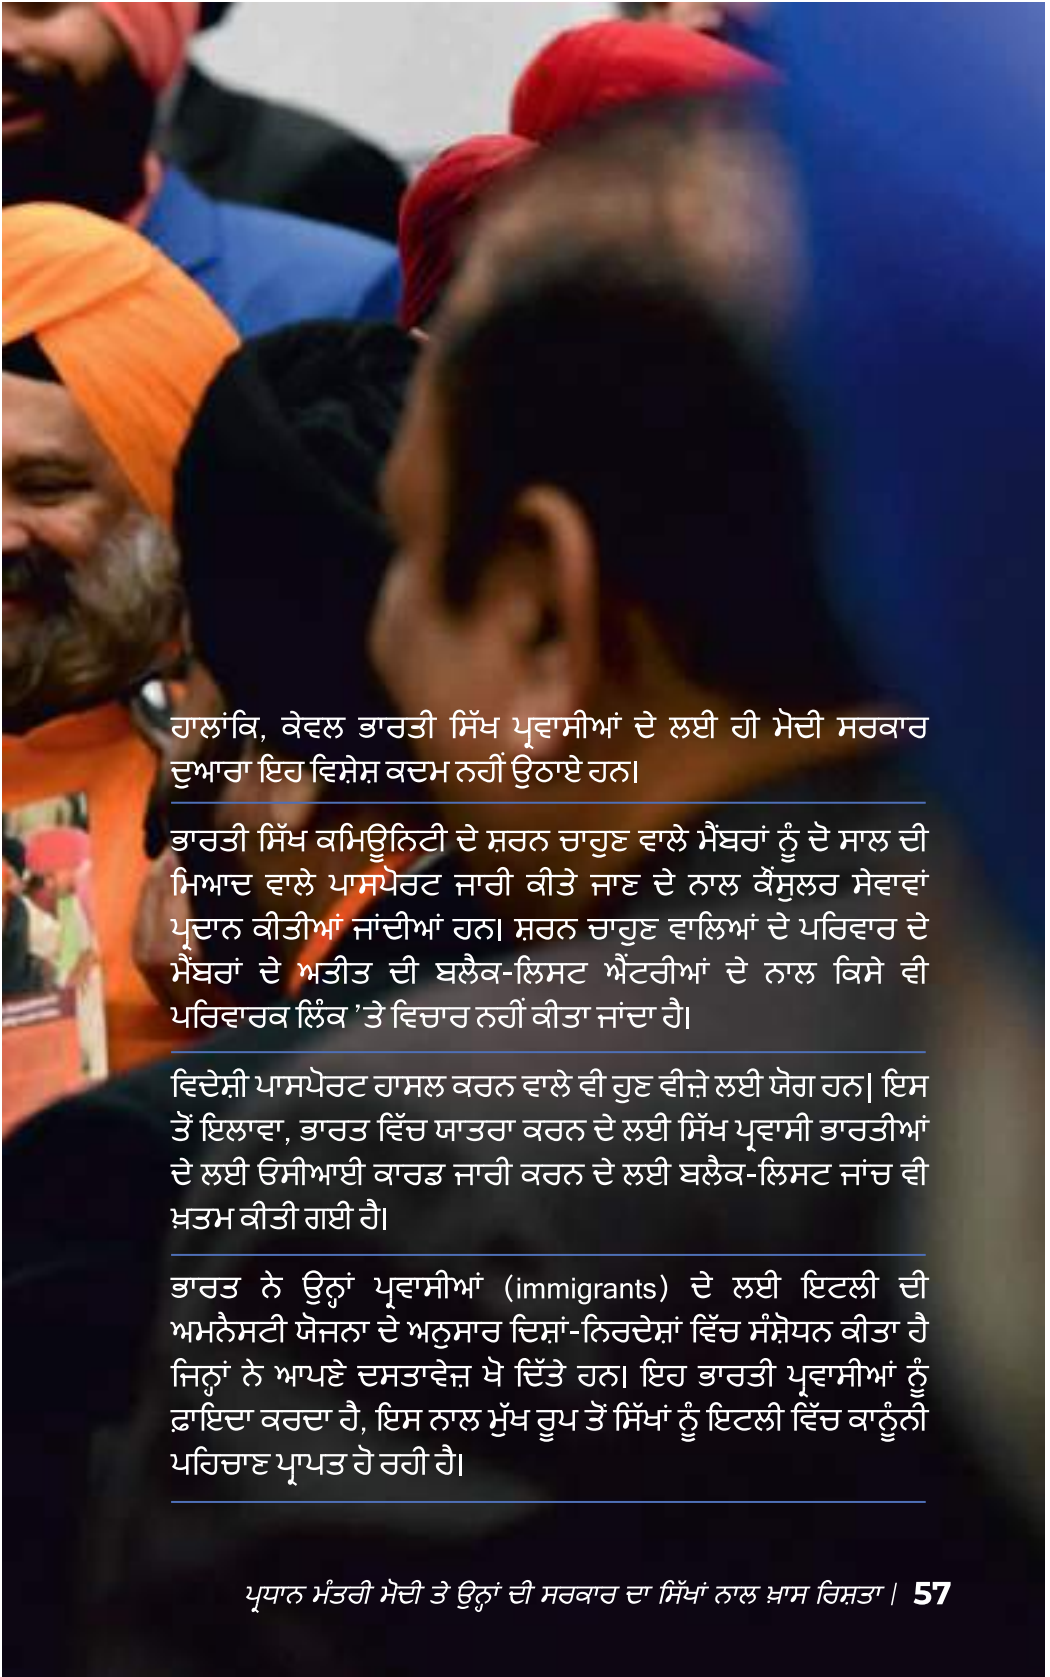 ਹਾਲਾਂਕਿ, ਕੇਵਲ ਭਾਰਤੀ ਸਿੱਖ ਪ੍ਰਵਾਸੀਆਂ ਦੇ ਲਈ ਹੀ ਮੋਦੀ ਸਰਕਾਰ
ਦੁਆਰਾ ਇਹ ਵਿਸ਼ੇਸ਼ ਕਦਮ ਨਹੀਂ ਉਠਾਏ ਹਨ।
ਭਾਰਤੀ ਸਿੱਖ ਕਮਿਊਨਿਟੀ ਦੇ ਸ਼ਰਨ ਚਾਹੁਣ ਵਾਲੇ ਮੈਂਬਰਾਂ ਨੂੰ ਦੋ ਸਾਲ ਦੀ
ਮਿਆਦ ਵਾਲੇ ਪਾਸਪੋਰਟ ਜਾਰੀ ਕੀਤੇ ਜਾਣ ਦੇ ਨਾਲ ਕੌਂਸੁਲਰ ਸੇਵਾਵਾਂ
ਪ੍ਰਦਾਨ ਕੀਤੀਆਂ ਜਾਂਦੀਆਂ ਹਨ। ਸ਼ਰਨ ਚਾਹੁਣ ਵਾਲਿਆਂ ਦੇ ਪਰਿਵਾਰ ਦੇ
ਮੈਂਬਰਾਂ ਦੇ ਅਤੀਤ ਦੀ ਬਲੈਕ-ਲਿਸਟ ਐਂਟਰੀਆਂ ਦੇ ਨਾਲ ਕਿਸੇ ਵੀ
ਪਰਿਵਾਰਕ ਲਿੰਕ ’ਤੇ ਵਿਚਾਰ ਨਹੀਂ ਕੀਤਾ ਜਾਂਦਾ ਹੈ।
ਵਿਦੇਸ਼ੀ ਪਾਸਪੋਰਟ ਹਾਸਲ ਕਰਨ ਵਾਲੇ ਵੀ ਹੁਣ ਵੀਜ਼ੇ ਲਈ ਯੋਗ ਹਨ| ਇਸ
ਤੋਂ ਇਲਾਵਾ, ਭਾਰਤ ਵਿੱਚ ਯਾਤਰਾ ਕਰਨ ਦੇ ਲਈ ਸਿੱਖ ਪ੍ਰਵਾਸੀ ਭਾਰਤੀਆਂ
ਦੇ ਲਈ ਓਸੀਆਈ ਕਾਰਡ ਜਾਰੀ ਕਰਨ ਦੇ ਲਈ ਬਲੈਕ-ਲਿਸਟ ਜਾਂਚ ਵੀ
ਖ਼ਤਮ ਕੀਤੀ ਗਈ ਹੈ।
ਭਾਰਤ ਨੇ ਉਨ੍ਹਾਂ ਪ੍ਰਵਾਸੀਆਂ (immigrants) ਦੇ ਲਈ ਇਟਲੀ ਦੀ
ਅਮਨੈਸਟੀ ਯੋਜਨਾ ਦੇ ਅਨੁਸਾਰ ਦਿਸ਼ਾਂ-ਨਿਰਦੇਸ਼ਾਂ ਵਿੱਚ ਸੰਸ਼ੋਧਨ ਕੀਤਾ ਹੈ
ਜਿਨ੍ਹਾਂ ਨੇ ਆਪਣੇ ਦਸਤਾਵੇਜ਼ ਖੋ ਦਿੱਤੇ ਹਨ। ਇਹ ਭਾਰਤੀ ਪ੍ਰਵਾਸੀਆਂ ਨੂੰ
ਫ਼ਾਇਦਾ ਕਰਦਾ ਹੈ, ਇਸ ਨਾਲ ਮੁੱਖ ਰੂਪ ਤੋਂ ਸਿੱਖਾਂ ਨੂੰ ਇਟਲੀ ਵਿੱਚ ਕਾਨੂੰਨੀ
ਪਹਿਚਾਣ ਪ੍ਰਾਪਤ ਹੋ ਰਹੀ ਹੈ।
ਪ੍ਰਧਾਨ ਮੰਤਰੀ ਮੋਦੀ ਤੇ ਉਨ੍ਹਾਂ ਦੀ ਸਰਕਾਰ ਦਾ ਸਿੱਖਾਂ ਨਾਲ ਖ਼ਾਸ ਰਿਸ਼ਤਾ | 57